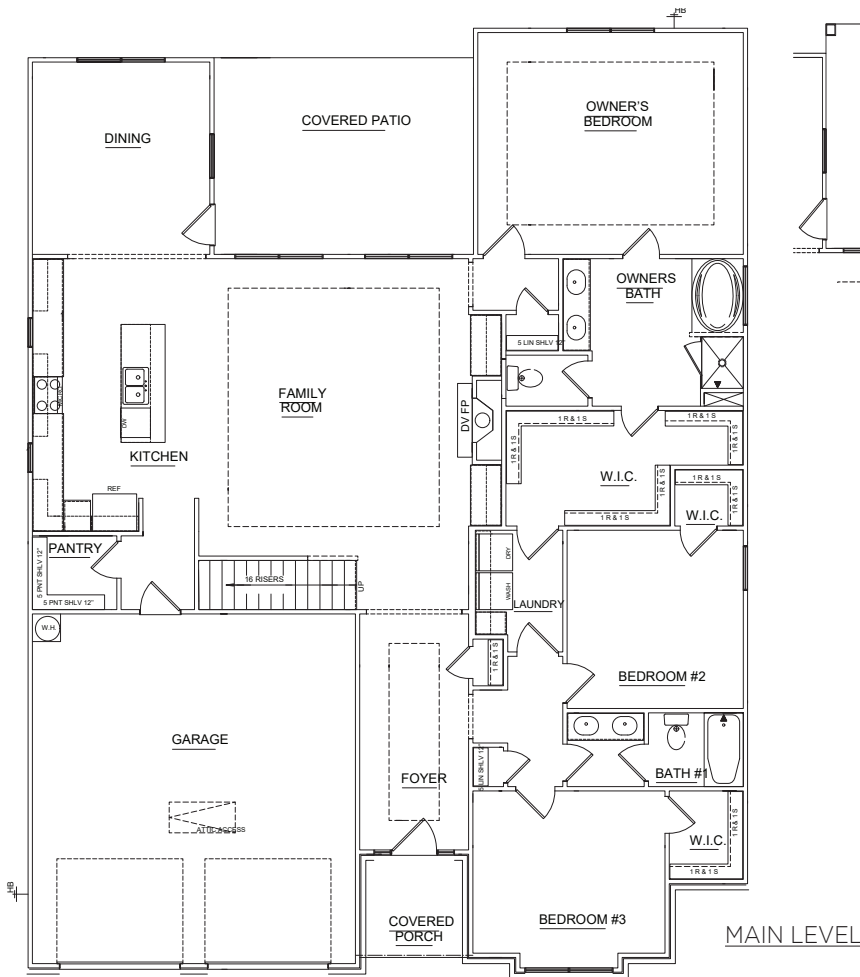 HB
OWNER'S
BEDROOM
COVERED PATIO
DINING
OWNERS
BATH
5 LIN SHLV 12"
FAMILY
ROOM
DV FP
DW
KITCHEN
REF
1 R & 1 S
1 R & 1 S
1 R & 1 S
W.I.C.
1 R & 1 S
1 R & 1 S
1 R & 1 S
1 R & 1 S
W.I.C.
PANTRY
5 PNT SHLV 12"
5 PNT SHLV 12"
16 RISERS
UP
DRY
WASH
LAUNDRY
W.H.
1 R & 1 S
BEDROOM #2
GARAGE
FOYER
5 LIN SHLV 12"
BATH #1
ATTIC ACCESS
W.I.C.
1 R & 1 S
1 R & 1 S
HB
COVERED
PORCH
BEDROOM #3
MAIN LEVEL